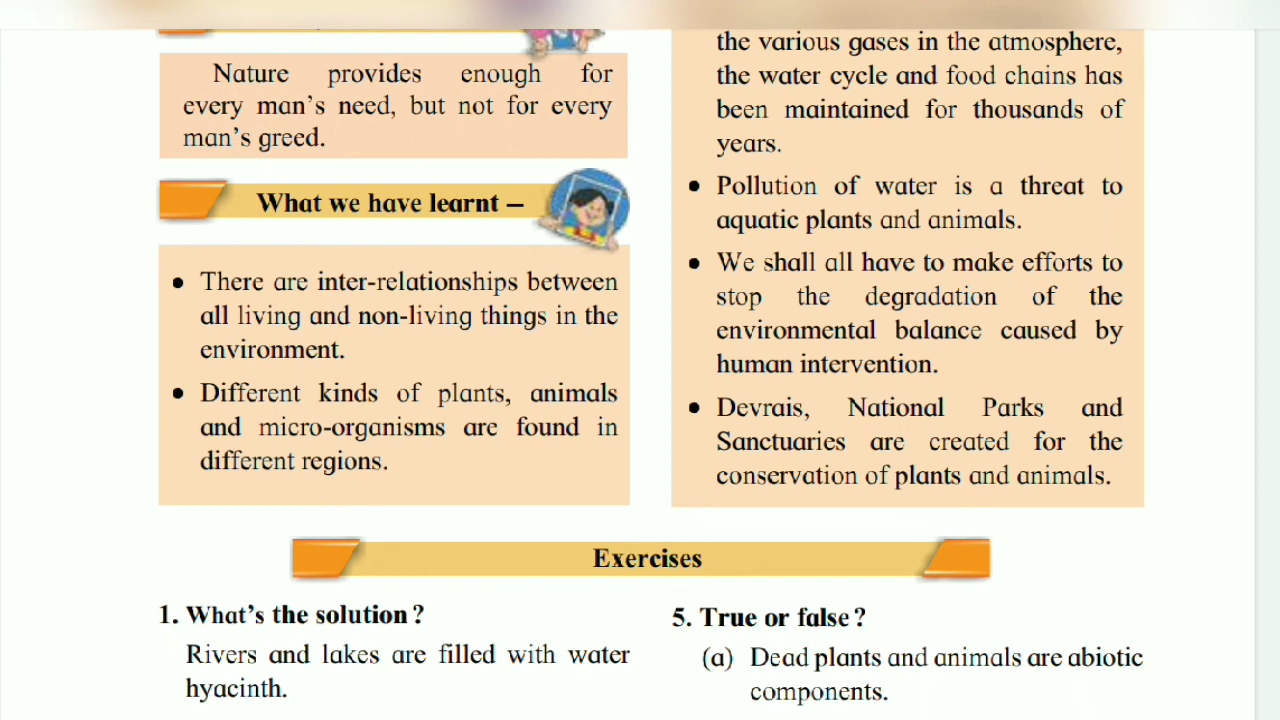 Nature provides enough for
every man's need, but not for every
man's greed.
What we have learnt –
• There are inter-relationships between
all living and non-living things in the
environment.
• Different kinds of plants, animals
and micro-organisms are found in
different regions.
the various gases in the atmosphere,
the water cycle and food chains has
been maintained for thousands of
years.
• Pollution of water is a threat to
aquatic plants and animals.
• We shall all have to make efforts to
stop the degradation of the
environmental balance caused by
human intervention.
• Devrais, National Parks and
Sanctuaries are created for the
conservation of plants and animals.
Exercises
1. What's the solution?
Rivers and lakes are filled with water
hyacinth.
5. True or false?
(a) Dead plants and animals are abiotic
components.